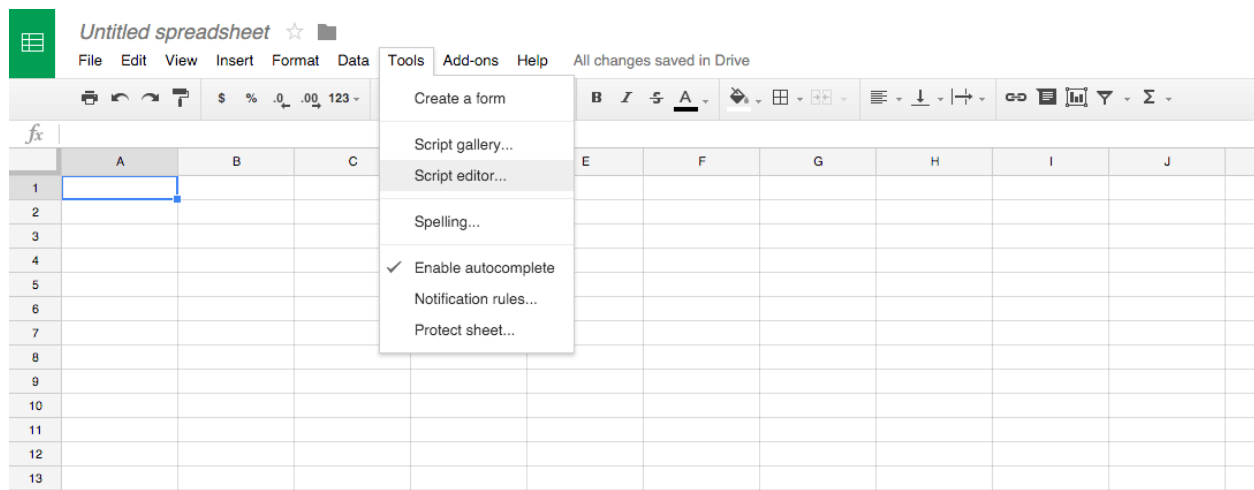 Untitled spreadsheet
File Edit View Insert Format Data Tools Add-ons Help All changes saved in Drive
$ % .0 .00 123 B I S A Σ
fx
A B C E F G H I J
1
2
3
4
5
6
7
8
9
10
11
12
13
Create a form
Script gallery...
Script editor...
Spelling...
Enable autocomplete
Notification rules...
Protect sheet...